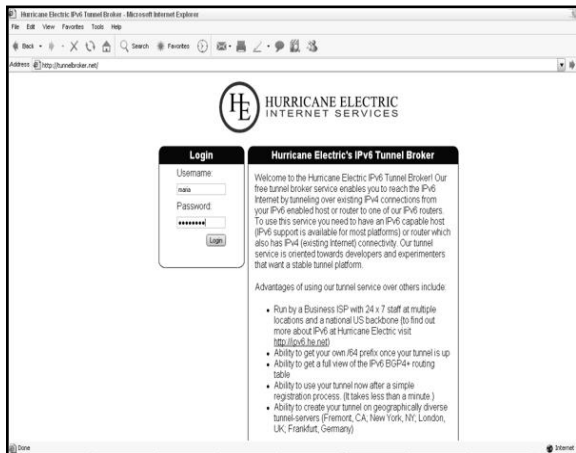 Hurricane Electric IPv6 Tunnel Broker - Microsoft Internet Explorer
File Edit View Favorites Tools Help
Back Search Favorites
Address http://tunnelbroker.net/
HE HURRICANE ELECTRIC
INTERNET SERVICES
Login
Username:
maria
Password:
Login
Hurricane Electric's IPv6 Tunnel Broker
Welcome to the Hurricane Electric IPv6 Tunnel Broker! Our
free tunnel broker service enables you to reach the IPv6
Internet by tunneling over existing IPv4 connections from
your IPv6 enabled host or router to one of our IPv6 routers.
To use this service you need to have an IPv6 capable host
(IPv6 support is available for most platforms) or router which
also has IPv4 (existing Internet) connectivity. Our tunnel
service is oriented towards developers and experimenters
that want a stable tunnel platform.
Advantages of using our tunnel service over others include:
• Run by a Business ISP with 24 x 7 staff at multiple
locations and a national US backbone (to find out
more about IPv6 at Hurricane Electric visit
http://ipv6.he.net)
• Ability to get your own /64 prefix once your tunnel is up
• Ability to get a full view of the IPv6 BGP4+ routing
table
• Ability to use your tunnel now after a simple
registration process. (It takes less than a minute.)
• Ability to create your tunnel on geographically diverse
tunnel-servers (Fremont, CA; New York, NY; London,
UK; Frankfurt, Germany)
Done Internet